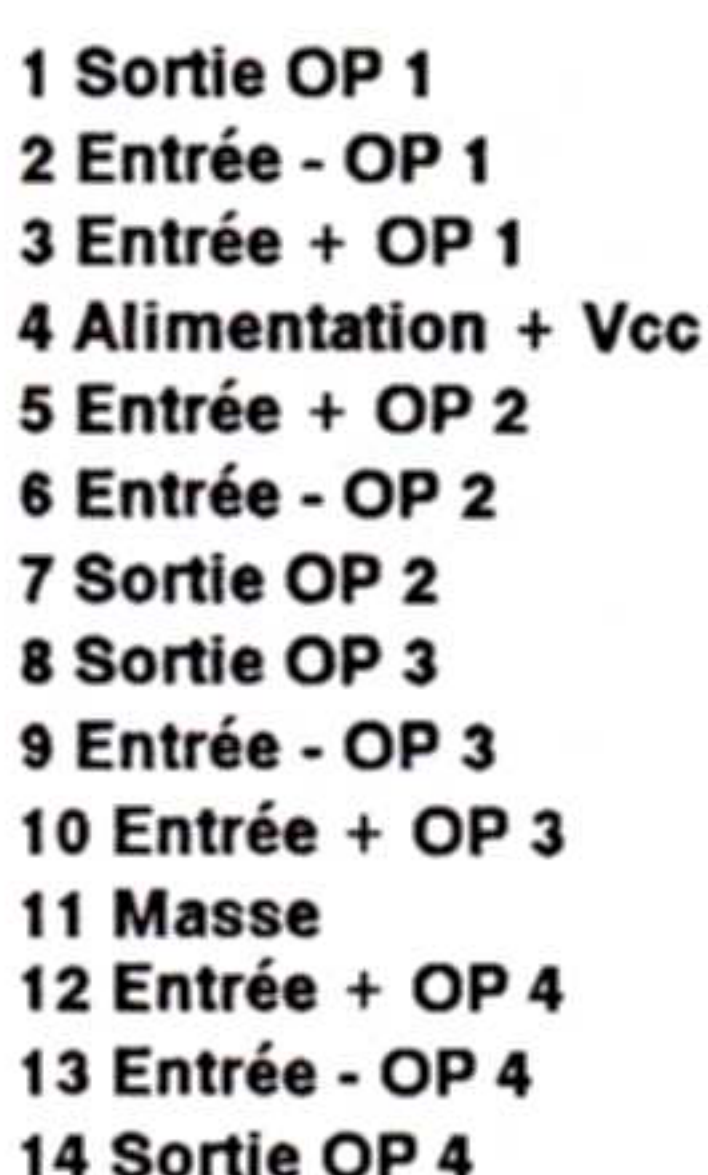 1 Sortie OP 1
2 Entrée - OP 1
3 Entrée + OP 1
4 Alimentation + Vcc
5 Entrée + OP 2
6 Entrée - OP 2
7 Sortie OP 2
8 Sortie OP 3
9 Entrée - OP 3
10 Entrée + OP 3
11 Masse
12 Entrée + OP 4
13 Entrée - OP 4
14 Sortie OP 4